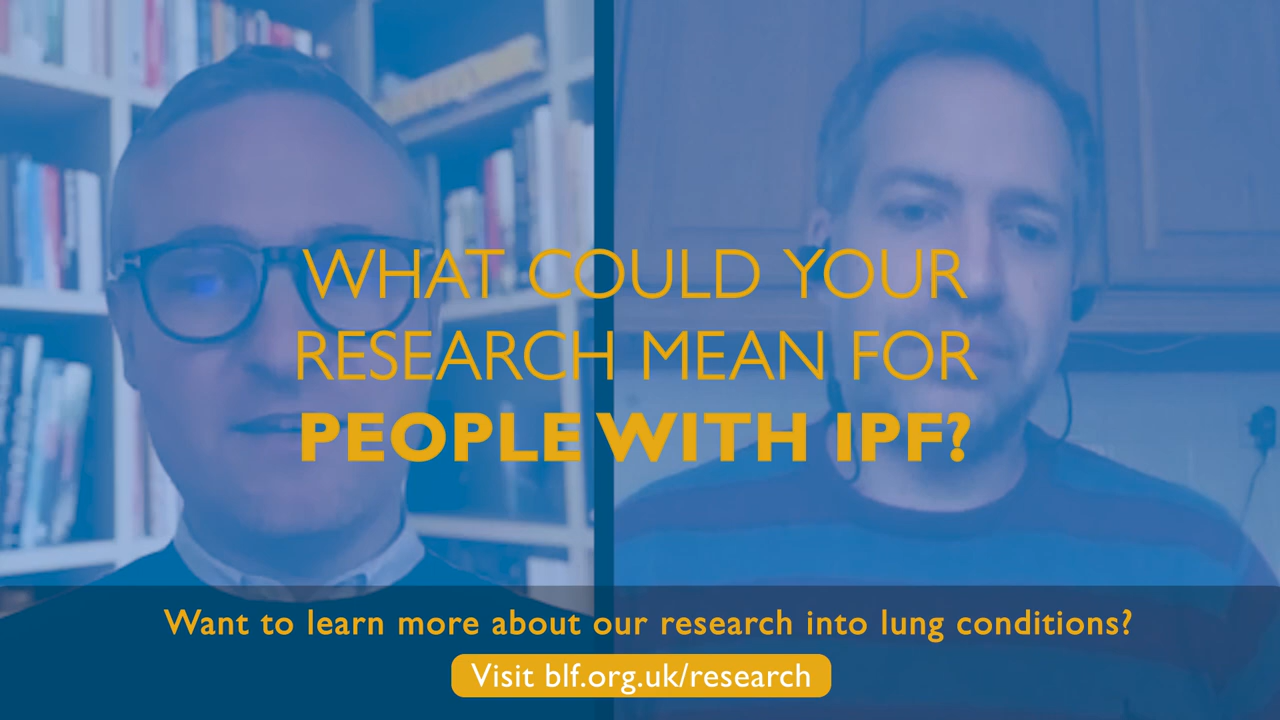 WHAT COULD YOUR
RESEARCH MEAN FOR
PEOPLE WITH IPF?
Want to learn more about our research into lung conditions?
Visit blf.org.uk/research